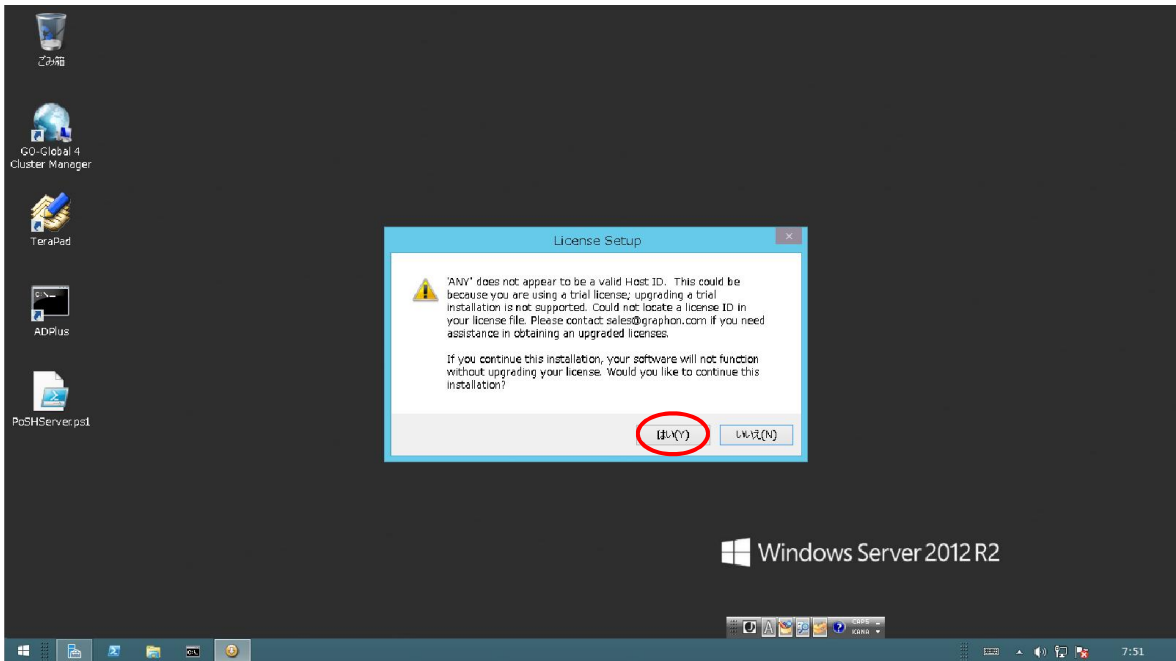 ごみ箱
GO-Global 4
Cluster Manager
TeraPad
ADPlus
PoSHServer.ps1
License Setup
'ANY' does not appear to be a valid Host ID.  This could be
because you are using a trial license; upgrading a trial
installation is not supported. Could not locate a license ID in
your license file. Please contact sales@graphon.com if you need
assistance in obtaining an upgraded licenses.
If you continue this installation, your software will not function
without upgrading your license. Would you like to continue this
installation?
はい(Y)
いいえ(N)
Windows Server 2012 R2
A
CAPS
KANA
7:51